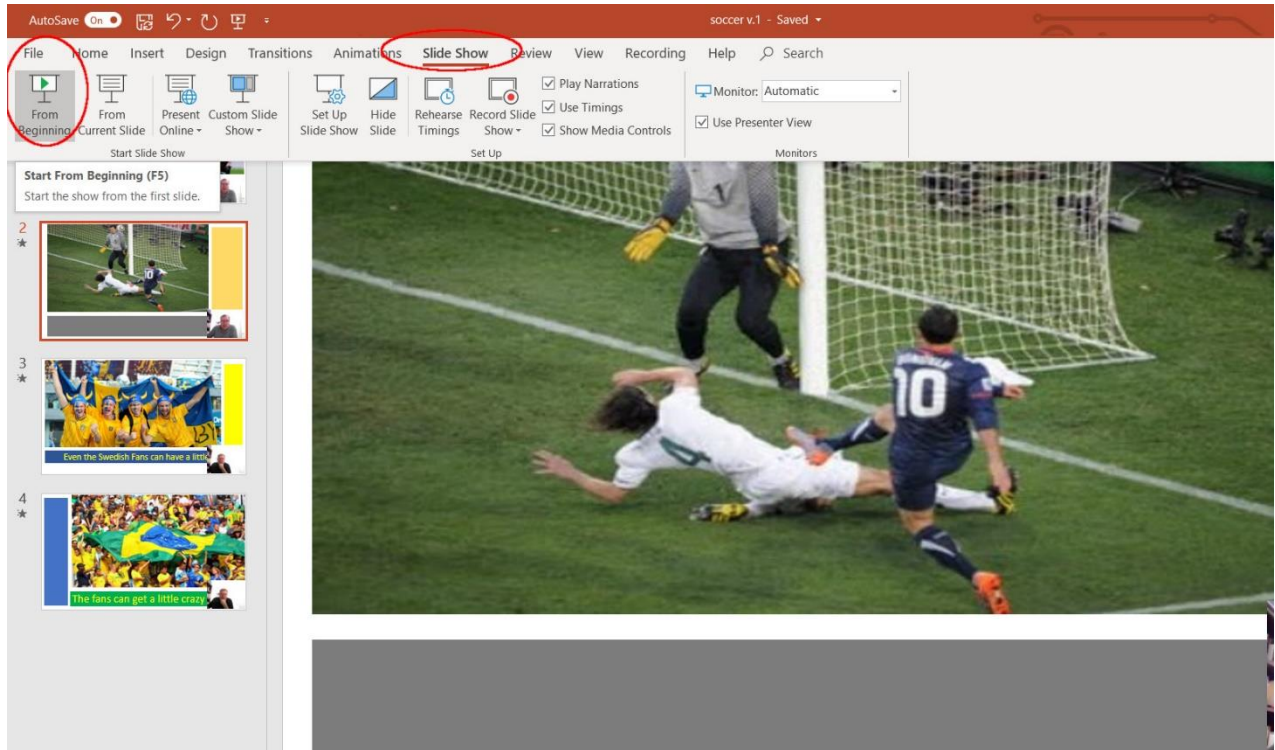 AutoSave On
soccer v.1 - Saved
File Home Insert Design Transitions Animations Slide Show Review View Recording Help Search
From Beginning
From Current Slide
Present Online
Custom Slide Show
Set Up Slide Show
Hide Slide
Rehearse Timings
Record Slide Show
Play Narrations
Use Timings
Show Media Controls
Monitor: Automatic
Use Presenter View
Start Slide Show
Set Up
Monitors
Start From Beginning (F5)
Start the show from the first slide.
2
10
3
Even the Swedish Fans can have a little
4
The fans can get a little crazy
1
4
DONOVAN
10